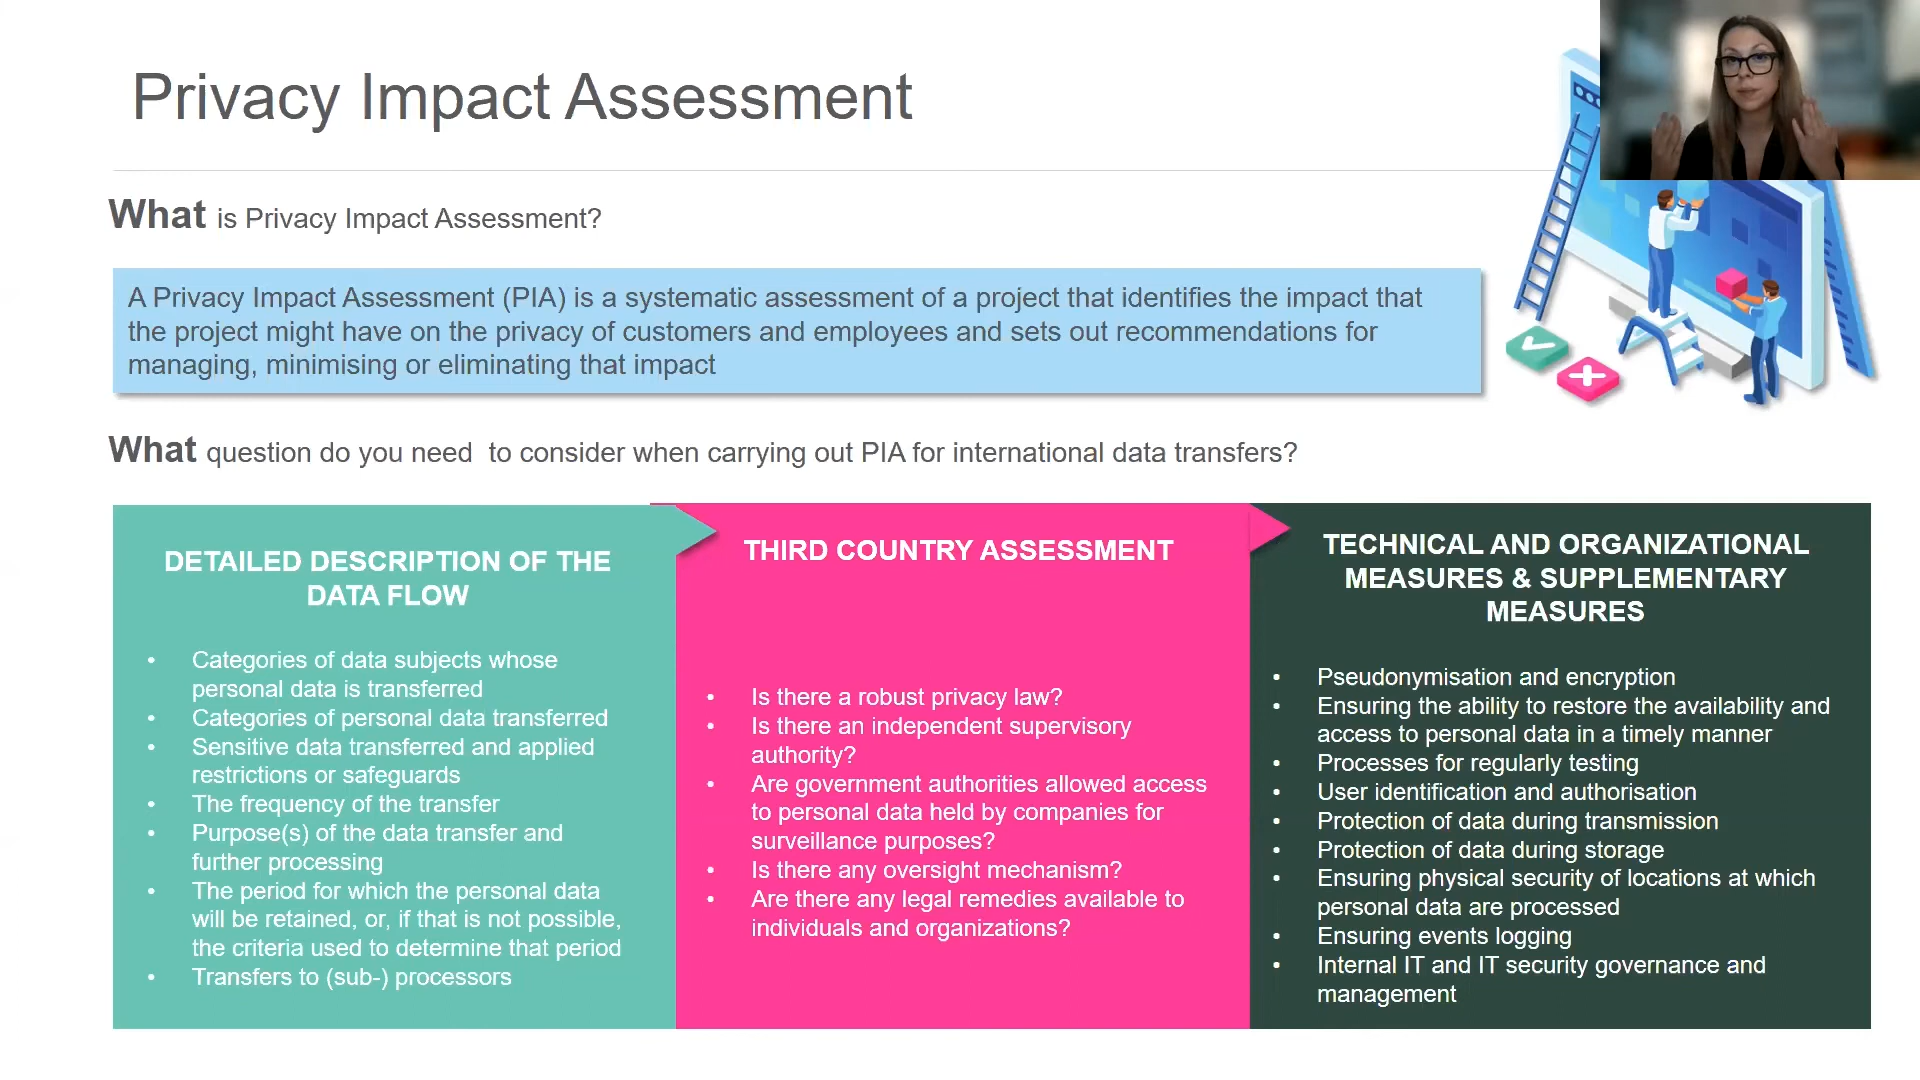 Privacy Impact Assessment
What is Privacy Impact Assessment?
A Privacy Impact Assessment (PIA) is a systematic assessment of a project that identifies the impact that
the project might have on the privacy of customers and employees and sets out recommendations for
managing, minimising or eliminating that impact
What question do you need  to consider when carrying out PIA for international data transfers?
DETAILED DESCRIPTION OF THE
DATA FLOW
• Categories of data subjects whose
personal data is transferred
• Categories of personal data transferred
• Sensitive data transferred and applied
restrictions or safeguards
• The frequency of the transfer
• Purpose(s) of the data transfer and
further processing
• The period for which the personal data
will be retained, or, if that is not possible,
the criteria used to determine that period
• Transfers to (sub-) processors
THIRD COUNTRY ASSESSMENT
• Is there a robust privacy law?
• Is there an independent supervisory
authority?
• Are government authorities allowed access
to personal data held by companies for
surveillance purposes?
• Is there any oversight mechanism?
• Are there any legal remedies available to
individuals and organizations?
TECHNICAL AND ORGANIZATIONAL
MEASURES & SUPPLEMENTARY
MEASURES
• Pseudonymisation and encryption
• Ensuring the ability to restore the availability and
access to personal data in a timely manner
• Processes for regularly testing
• User identification and authorisation
• Protection of data during transmission
• Protection of data during storage
• Ensuring physical security of locations at which
personal data are processed
• Ensuring events logging
• Internal IT and IT security governance and
management